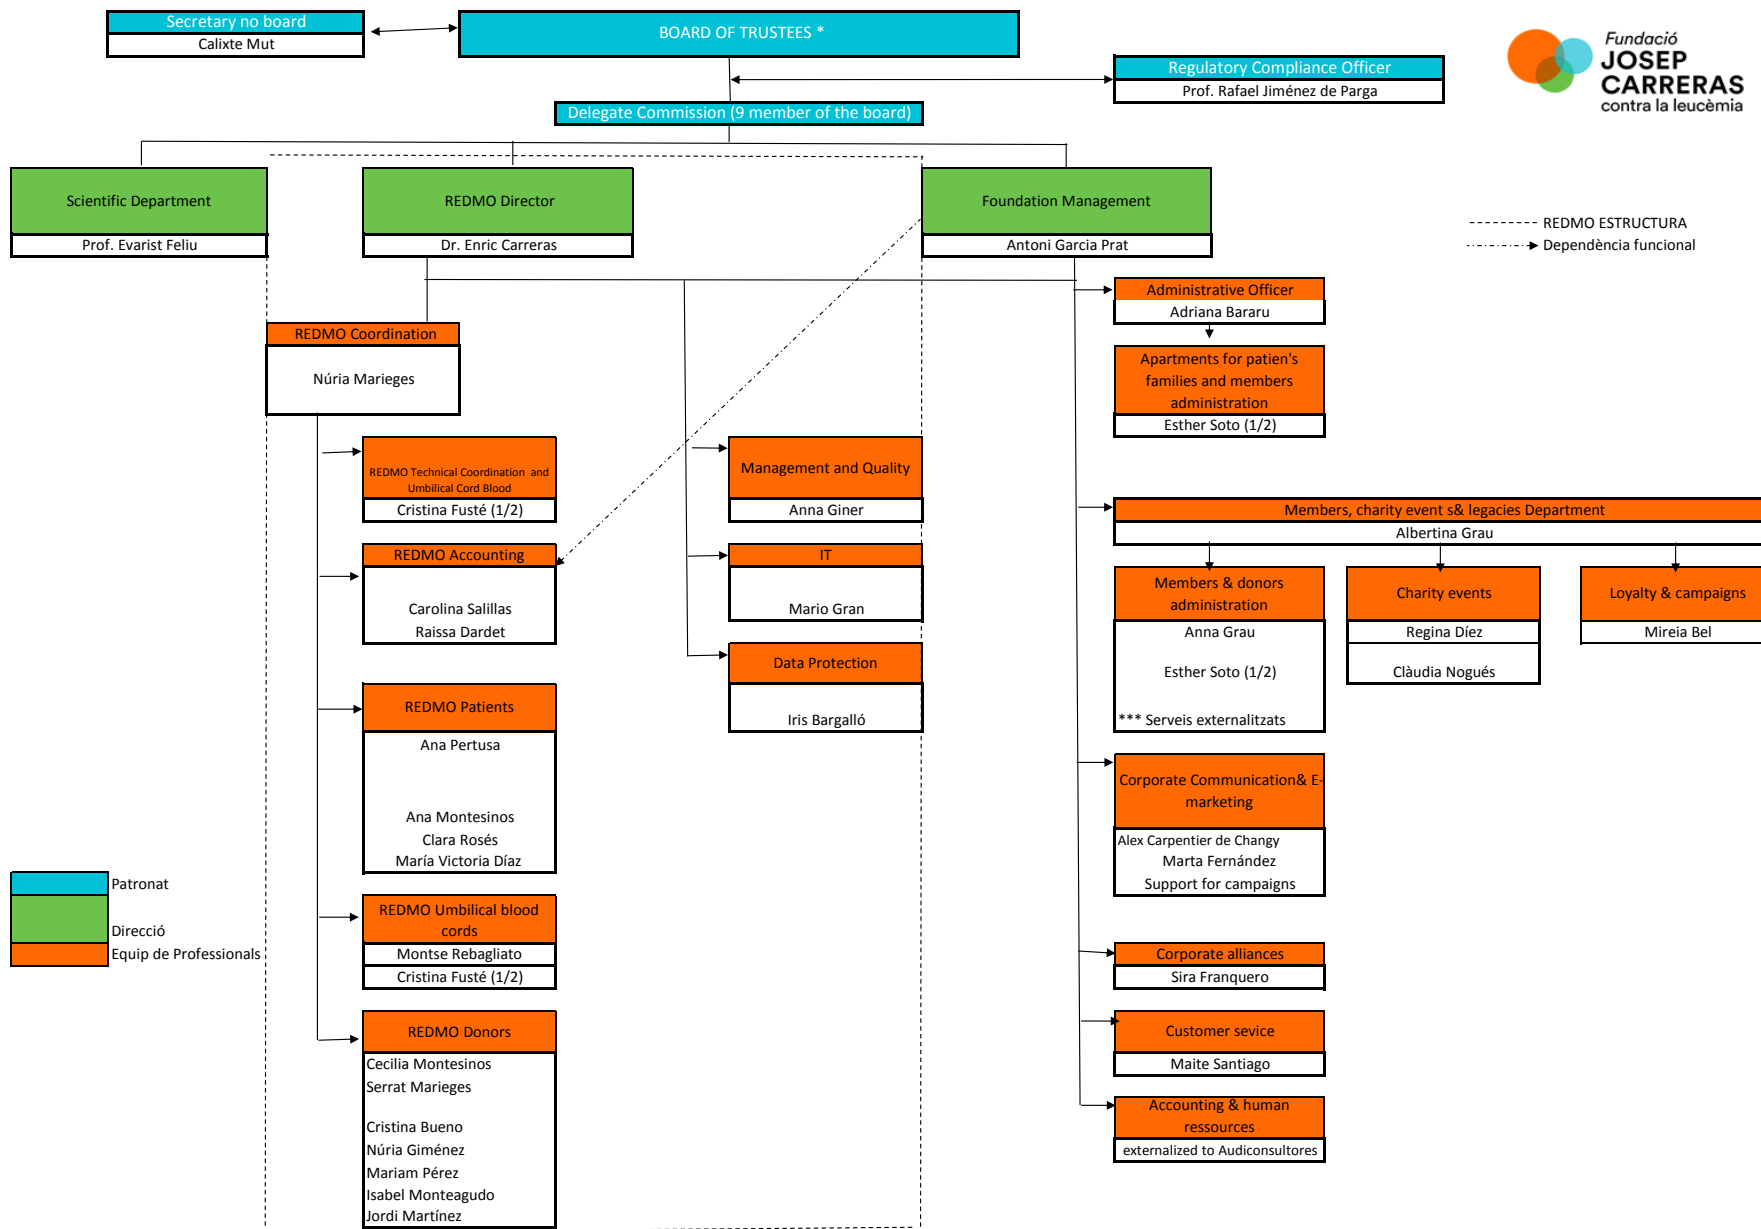 Secretary no board
Calixte Mut
BOARD OF TRUSTEES *
Regulatory Compliance Officer
Prof. Rafael Jiménez de Parga
Fundació
JOSEP
CARRERAS
contra la leucèmia
Delegate Commission (9 member of the board)
Scientific Department
Prof. Evarist Feliu
REDMO Director
Dr. Enric Carreras
Foundation Management
Antoni Garcia Prat
REDMO ESTRUCTURA
Dependència funcional
REDMO Coordination
Núria Marieges
Administrative Officer
Adriana Bararu
Apartments for patien's
families and members
administration
Esther Soto (1/2)
REDMO Technical Coordination and
Umbilical Cord Blood
Cristina Fusté (1/2)
Management and Quality
Anna Giner
Members, charity event s& legacies Department
Albertina Grau
REDMO Accounting
Carolina Salillas
Raissa Dardet
IT
Mario Gran
Members & donors
administration
Anna Grau
Esther Soto (1/2)
*** Serveis externalitzats
Charity events
Regina Díez
Clàudia Nogués
Loyalty & campaigns
Mireia Bel
Data Protection
Iris Bargalló
REDMO Patients
Ana Pertusa
Ana Montesinos
Clara Rosés
María Victoria Díaz
Corporate Communication& E-
marketing
Alex Carpentier de Changy
Marta Fernández
Support for campaigns
Patronat
Direcció
Equip de Professionals
REDMO Umbilical blood
cords
Montse Rebagliato
Cristina Fusté (1/2)
Corporate alliances
Sira Franquero
REDMO Donors
Cecilia Montesinos
Serrat Marieges
Cristina Bueno
Núria Giménez
Mariam Pérez
Isabel Monteagudo
Jordi Martínez
Customer sevice
Maite Santiago
Accounting & human
ressources
externalized to Audiconsultores